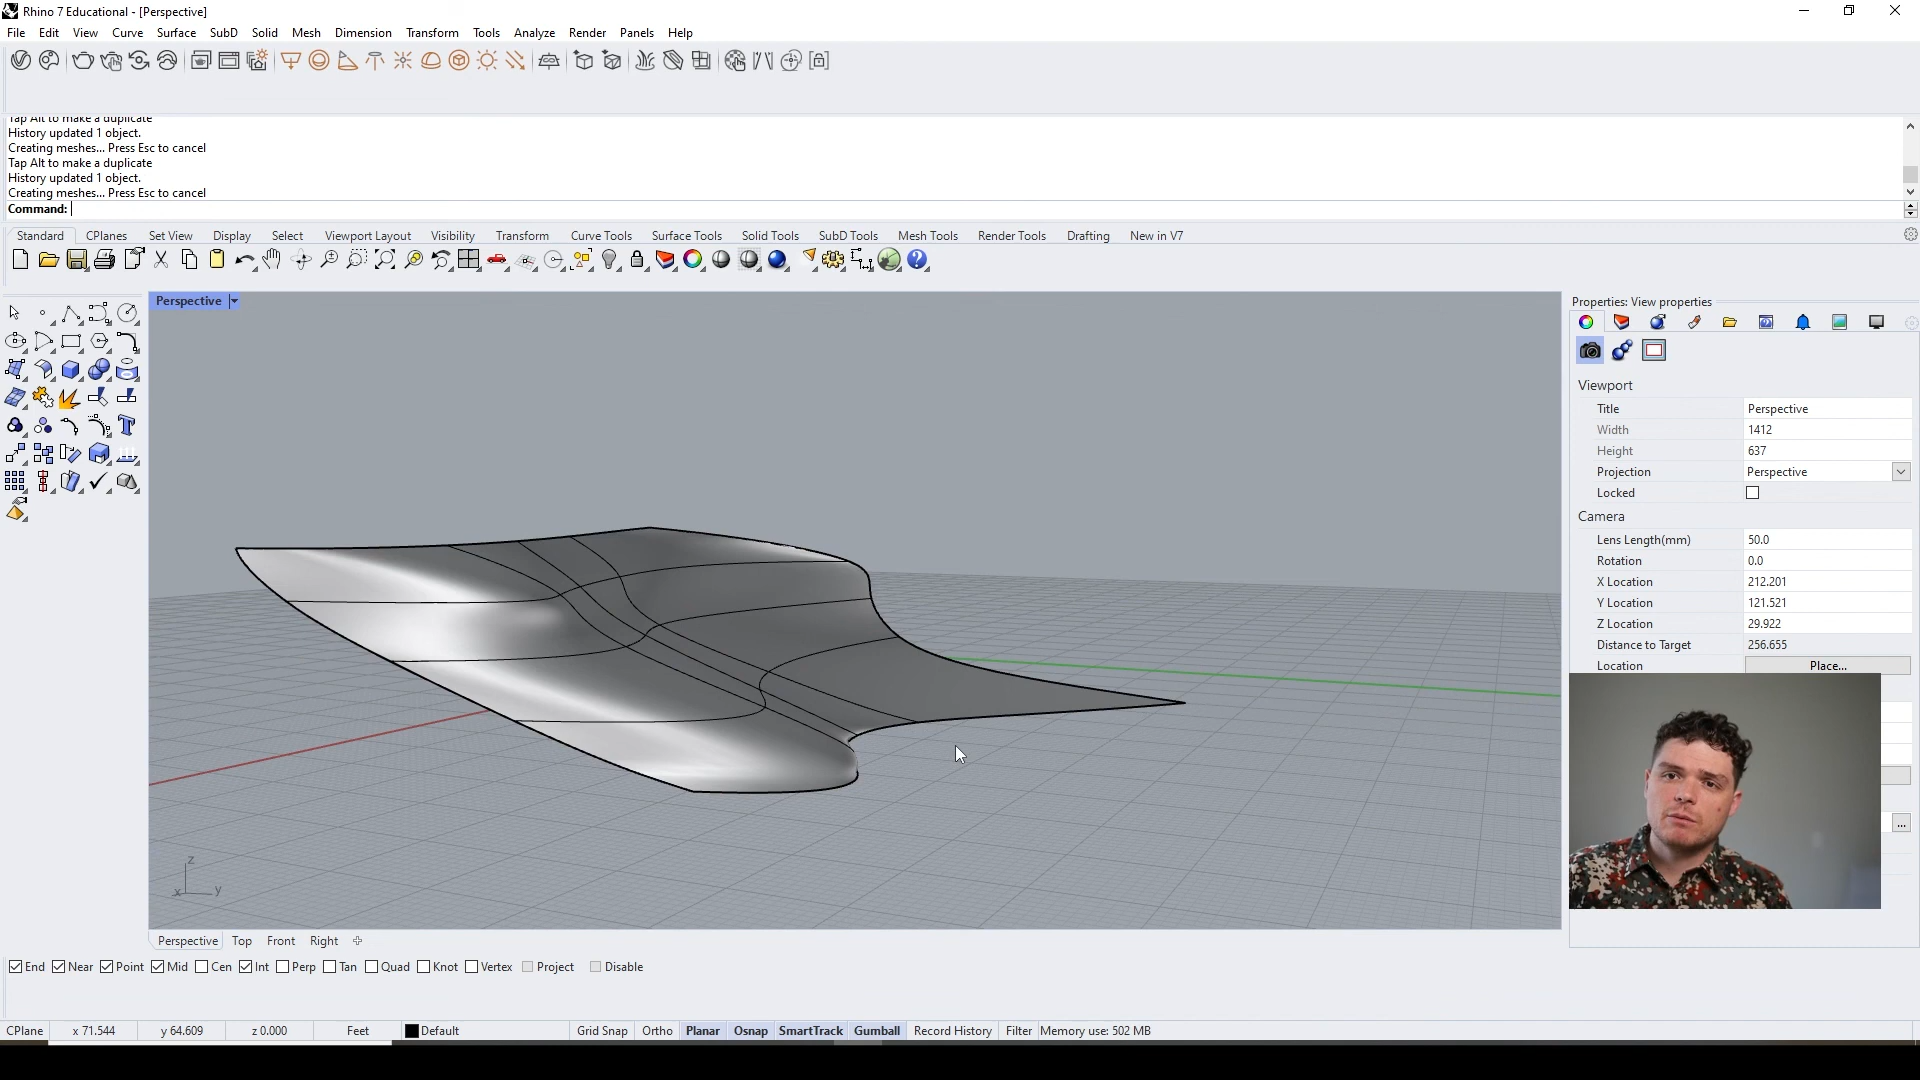 Rhino 7 Educational - [Perspective]
File Edit View Curve Surface SubD Solid Mesh Dimension Transform Tools Analyze Render Panels Help
Tap Alt to make a duplicate
History updated 1 object.
Creating meshes... Press Esc to cancel
Tap Alt to make a duplicate
History updated 1 object.
Creating meshes... Press Esc to cancel
Command:
Standard CPlanes Set View Display Select Viewport Layout Visibility Transform Curve Tools Surface Tools Solid Tools SubD Tools Mesh Tools Render Tools Drafting New in V7
Perspective
Properties: View properties
Viewport
Title Perspective
Width 1412
Height 637
Projection Perspective
Locked
Camera
Lens Length(mm) 50.0
Rotation 0.0
X Location 212.201
Y Location 121.521
Z Location 29.922
Distance to Target 256.655
Location Place...
...
z
x y
Perspective Top Front Right
End Near Point Mid Cen Int Perp Tan Quad Knot Vertex Project Disable
CPlane x 71.544 y 64.609 z 0.000 Feet Default Grid Snap Ortho Planar Osnap SmartTrack Gumball Record History Filter Memory use: 502 MB